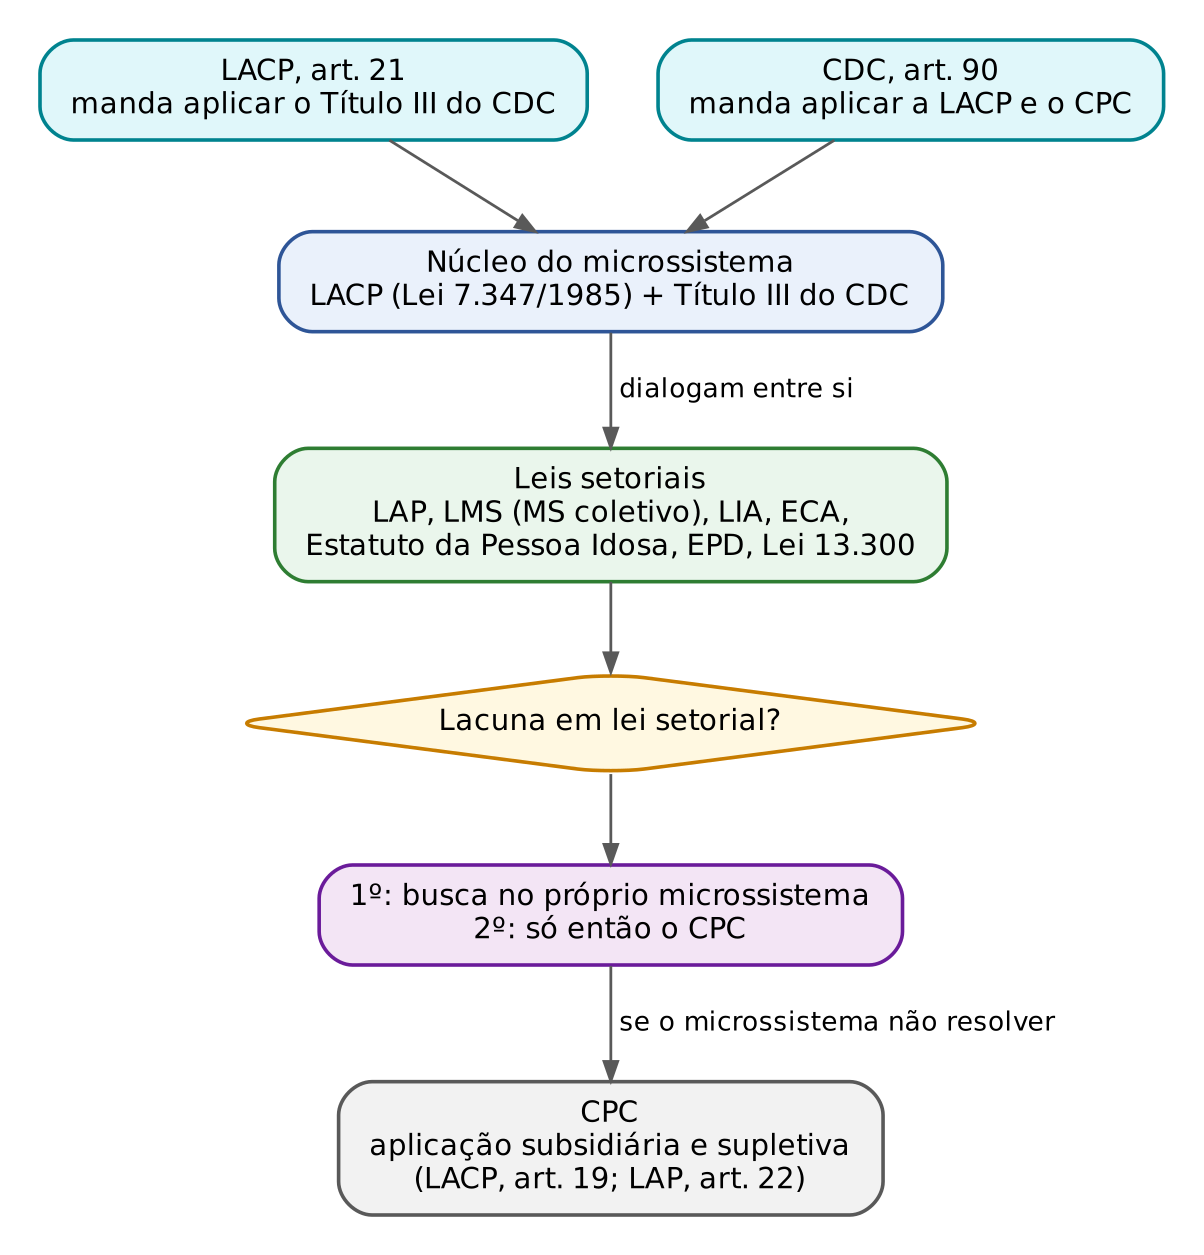 LACP, art. 21
manda aplicar o Título III do CDC
CDC, art. 90
manda aplicar a LACP e o CPC
Núcleo do microssistema
LACP (Lei 7.347/1985) + Título III do CDC
dialogam entre si
Leis setoriais
LAP, LMS (MS coletivo), LIA, ECA,
Estatuto da Pessoa Idosa, EPD, Lei 13.300
Lacuna em lei setorial?
1º: busca no próprio microssistema
2º: só então o CPC
se o microssistema não resolver
CPC
aplicação subsidiária e supletiva
(LACP, art. 19; LAP, art. 22)